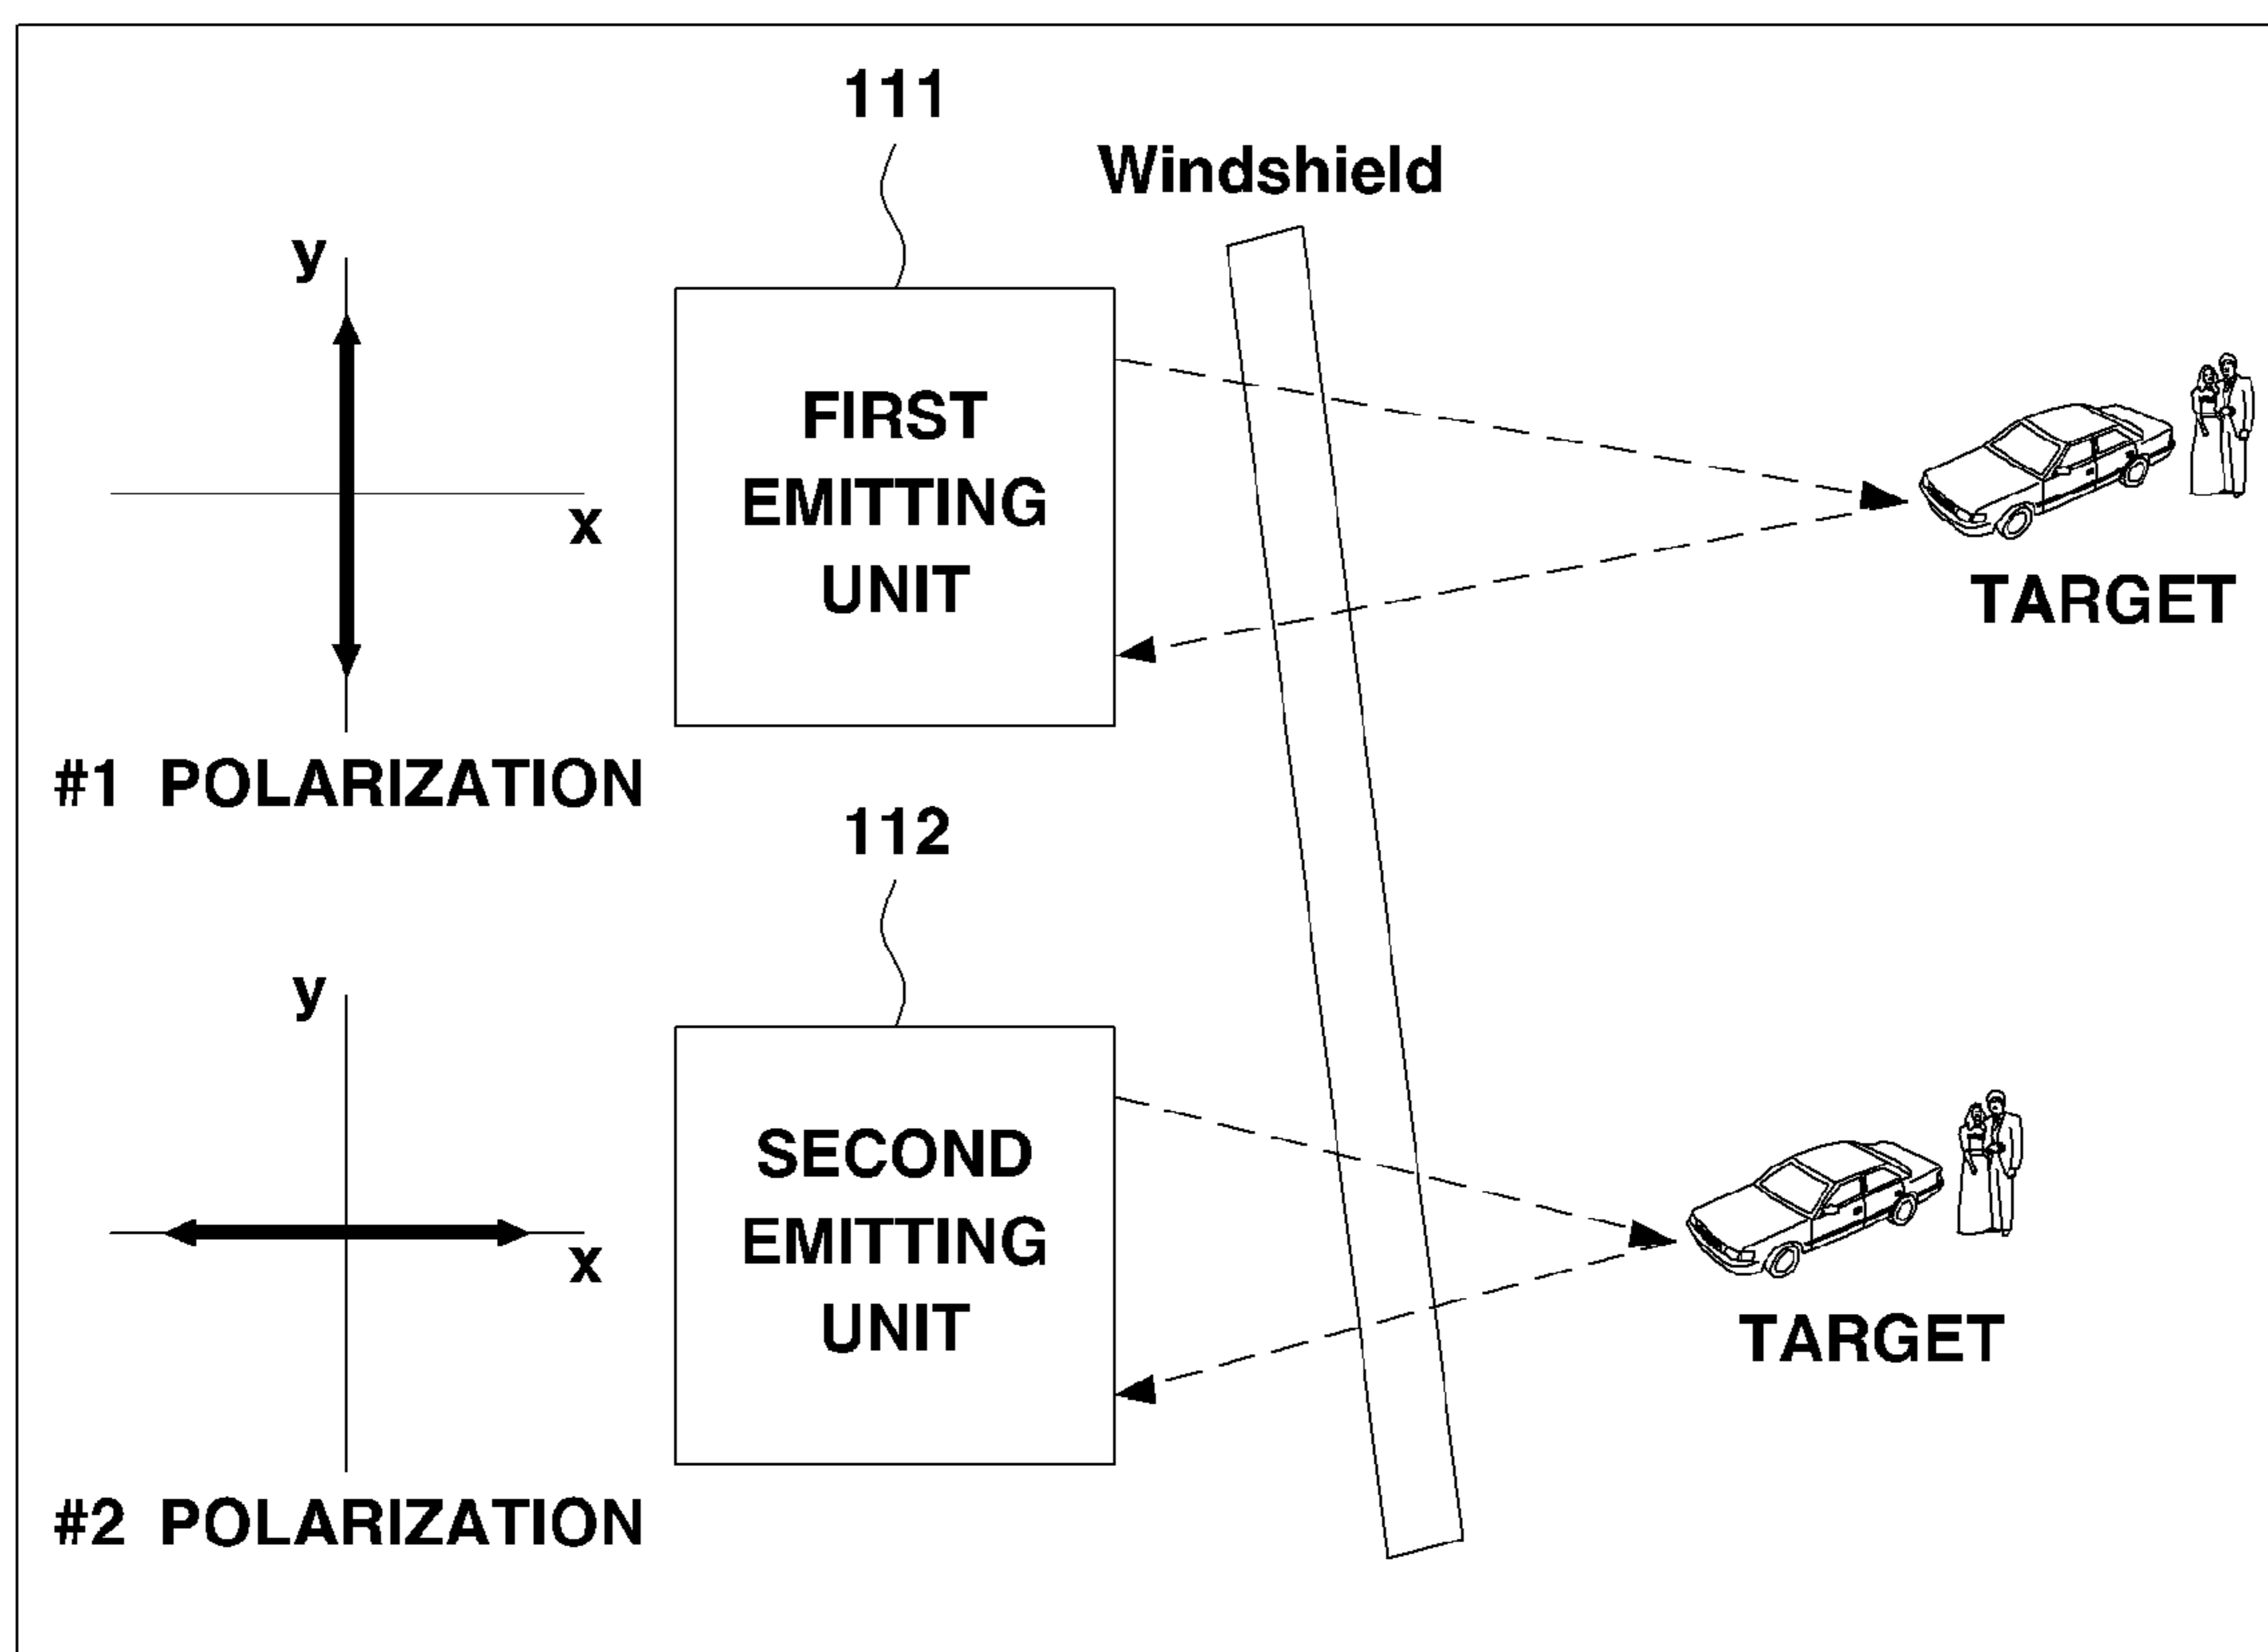 111
Windshield
y
x
FIRST
EMITTING
UNIT
TARGET
#1 POLARIZATION
112
y
x
SECOND
EMITTING
UNIT
TARGET
#2 POLARIZATION